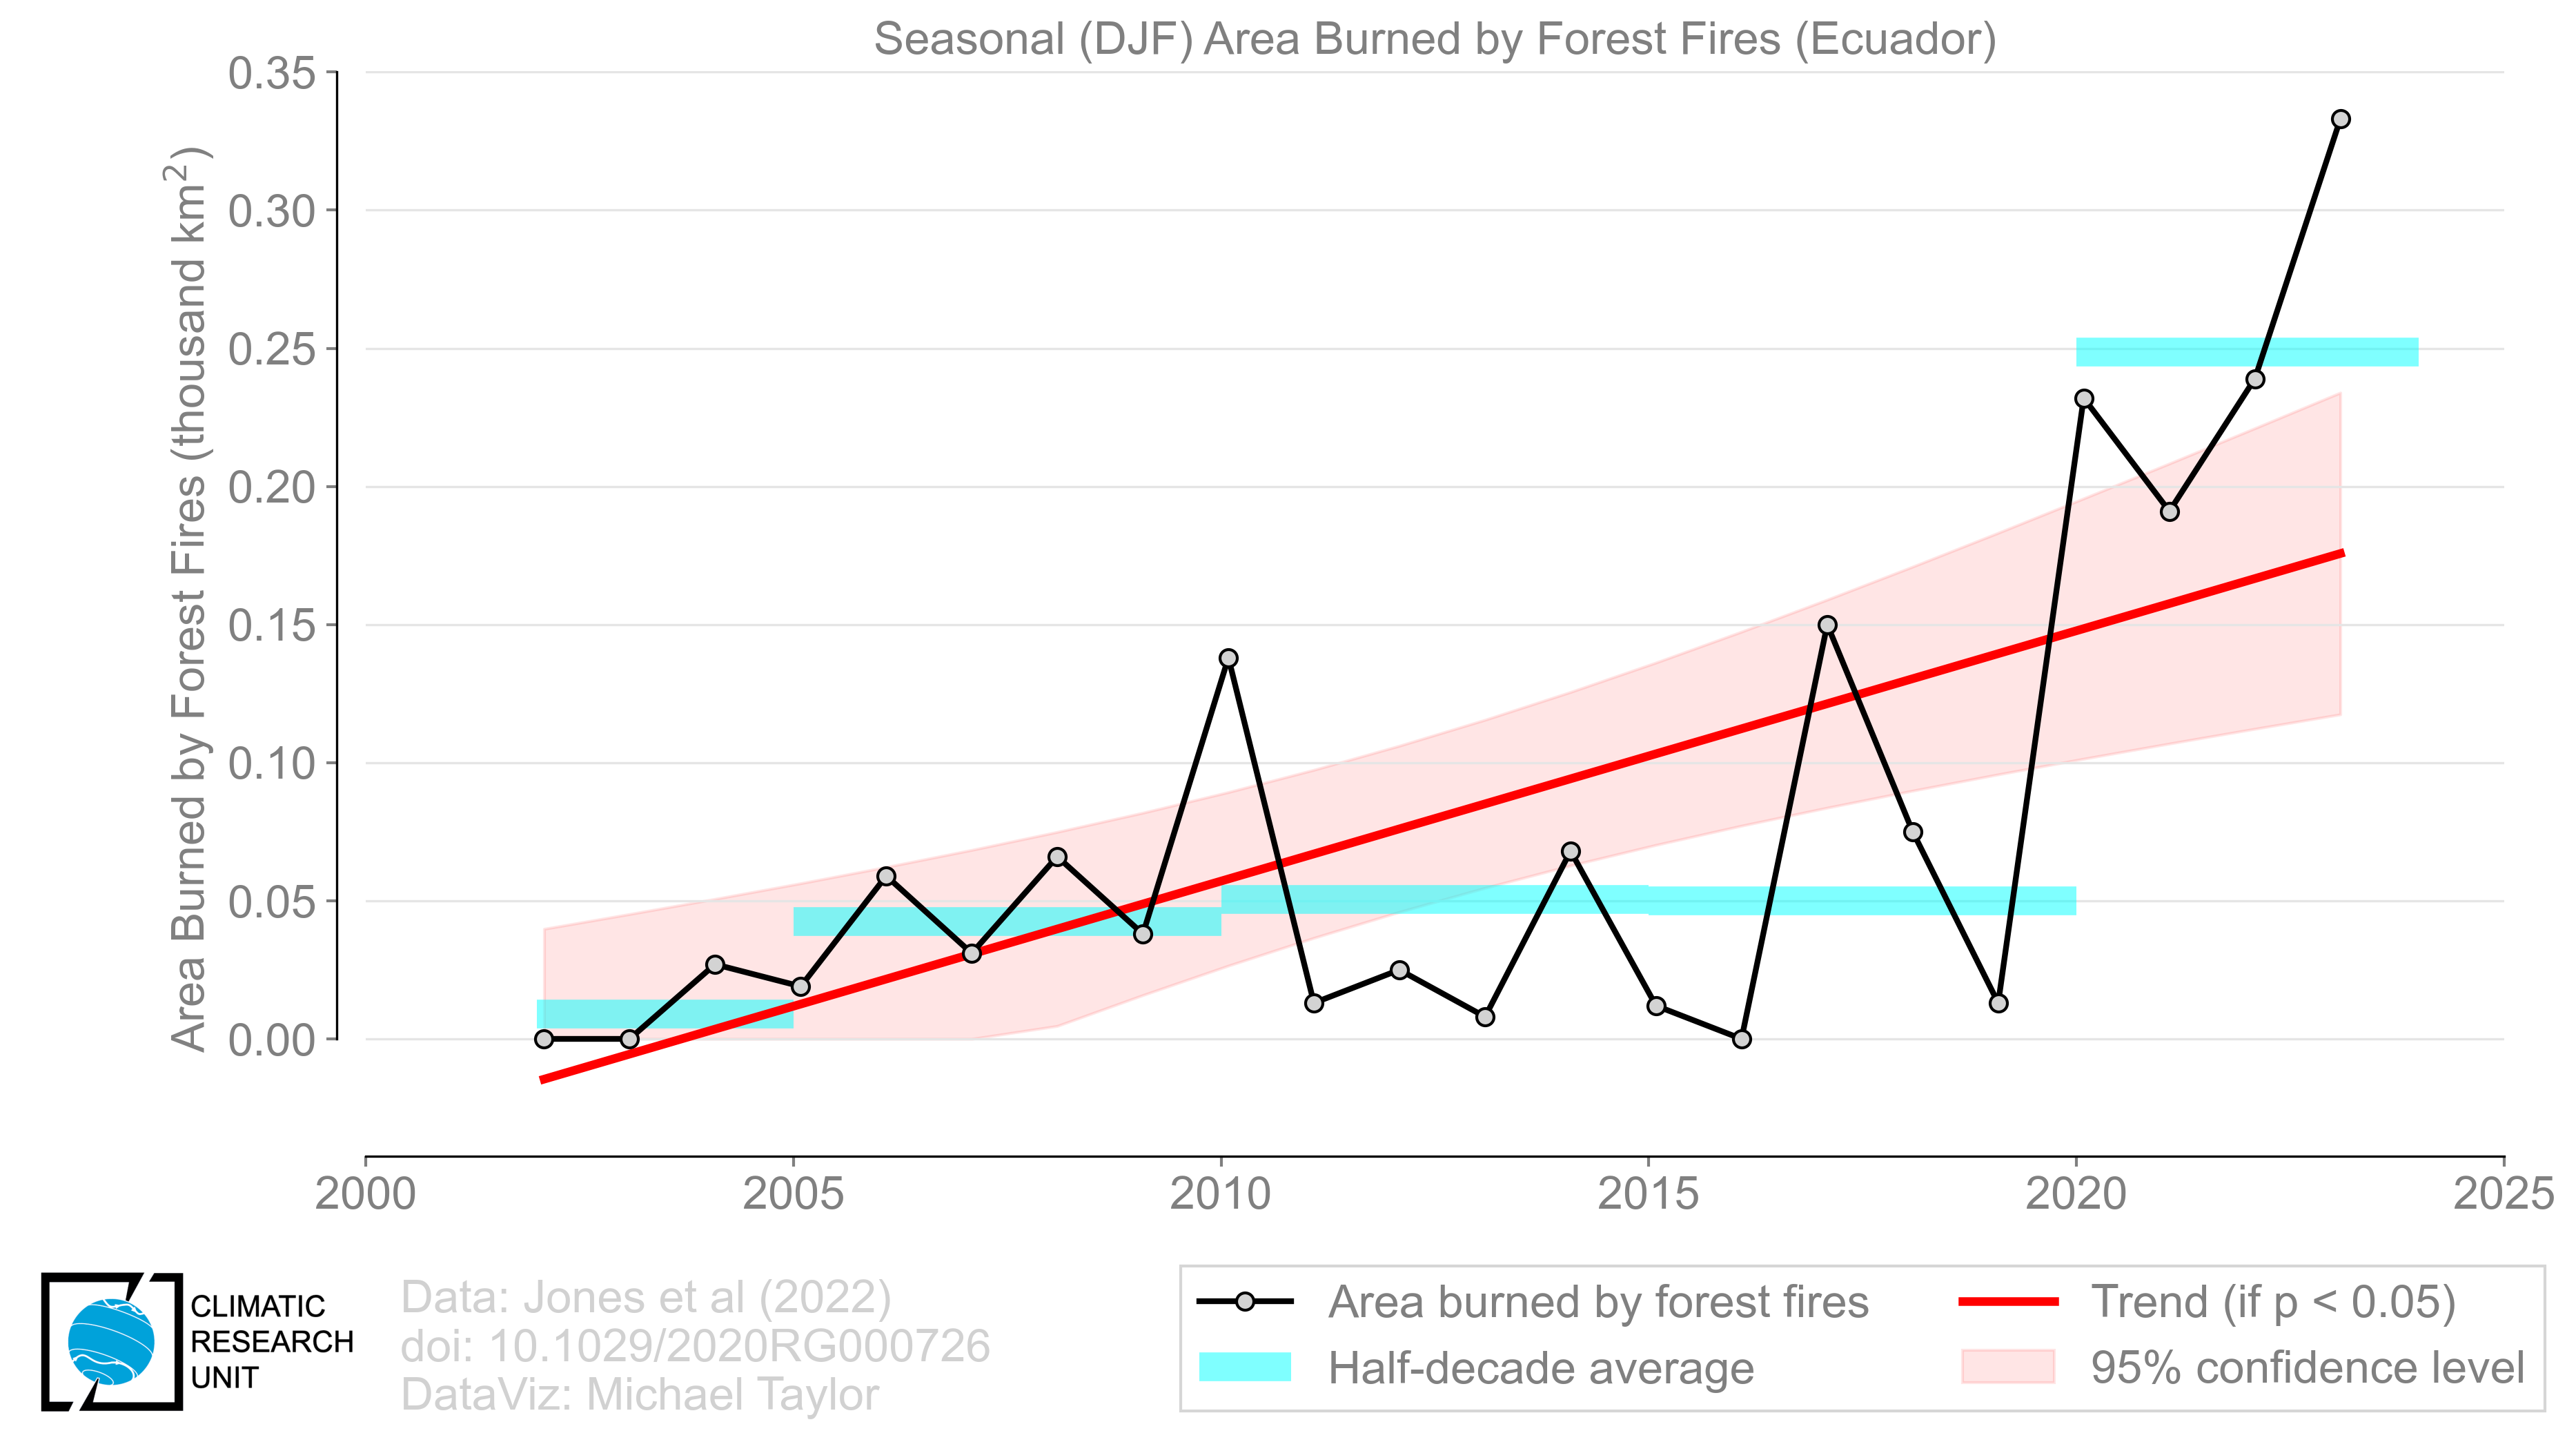 Seasonal (DJF) Area Burned by Forest Fires (Ecuador)
Area Burned by Forest Fires (thousand km²)
0.35
0.30
0.25
0.20
0.15
0.10
0.05
0.00
2000 2005 2010 2015 2020 2025
CLIMATIC
RESEARCH
UNIT
Data: Jones et al (2022)
doi: 10.1029/2020RG000726
DataViz: Michael Taylor
Area burned by forest fires
Half-decade average
Trend (if p < 0.05)
95% confidence level